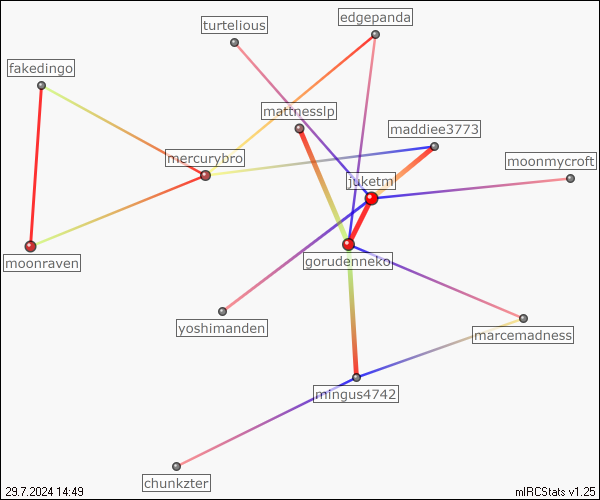 edgepanda
turtelious
fakedingo
mattnesslp
maddiee3773
mercurybro
moonmycroft
juketm
moonraven
gorudenneko
yoshimanden
marcemadness
mingus4742
chunkzter
29.7.2024 14:49
mIRCStats v1.25